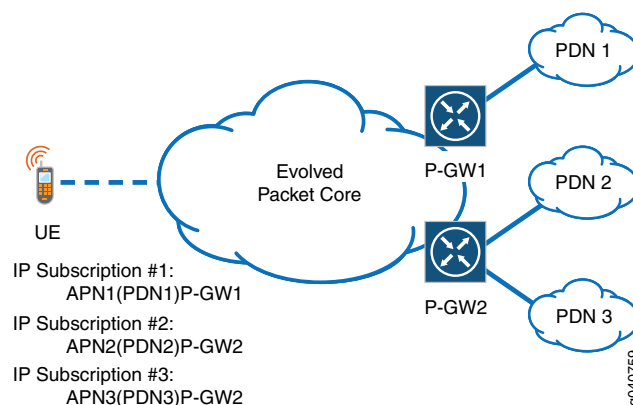 PDN 1
P-GW1
Evolved
Packet Core
PDN 2
UE
P-GW2
PDN 3
IP Subscription #1:
APN1(PDN1)P-GW1
IP Subscription #2:
APN2(PDN2)P-GW2
IP Subscription #3:
APN3(PDN3)P-GW2
g040759